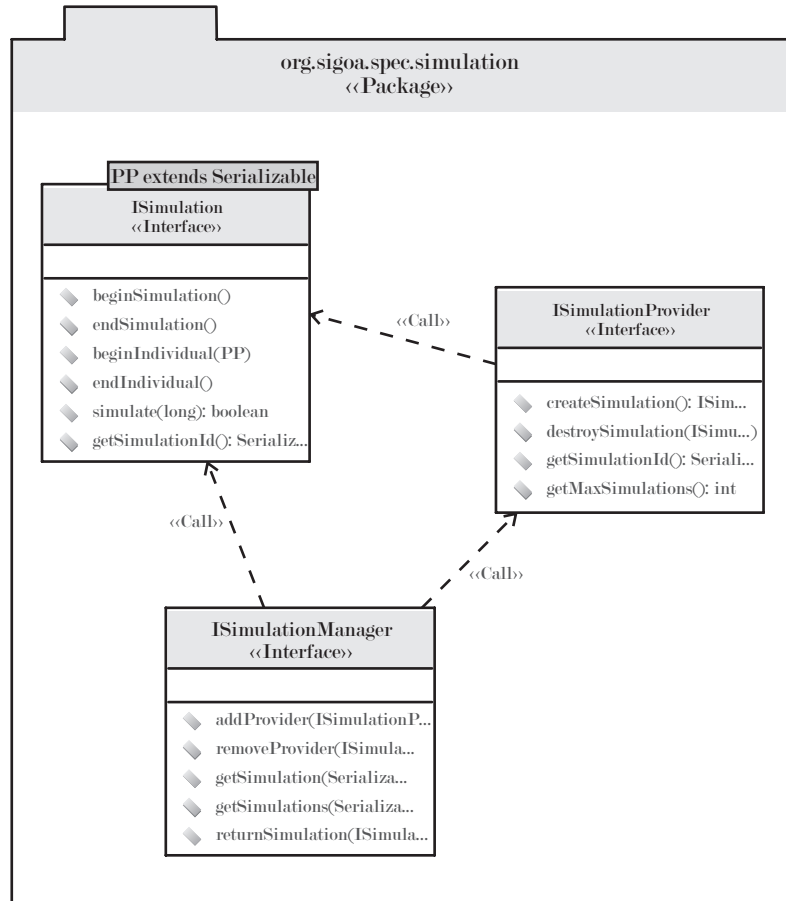 org.sigoa.spec.simulation
‹‹Package››
PP extends Serializable
ISimulation
‹‹Interface››
beginSimulation()
endSimulation()
beginIndividual(PP)
endIndividual()
simulate(long): boolean
getSimulationId(): Serializ...
‹‹Call››
ISimulationProvider
‹‹Interface››
createSimulation(): ISim...
destroySimulation(ISimu...)
getSimulationId(): Seriali...
getMaxSimulations(): int
‹‹Call››
‹‹Call››
ISimulationManager
‹‹Interface››
addProvider(ISimulationP...
removeProvider(ISimula...
getSimulation(Serializa...
getSimulations(Serializa...
returnSimulation(ISimula...